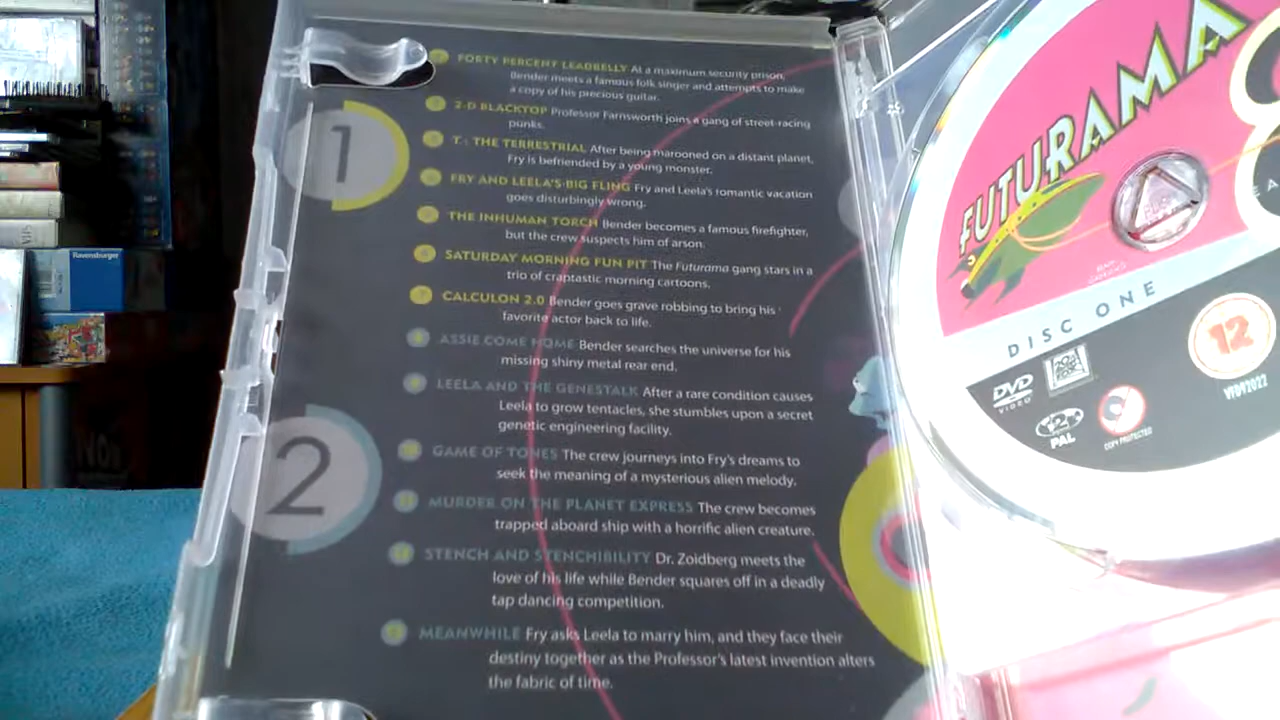 1
FORTY PERCENT LEADBELLY At a maximum security prison,
Bender meets a famous folk singer and attempts to make
a copy of his precious guitar.
2-D BLACKTOP Professor Farnsworth joins a gang of street-racing
punks.
T.: THE TERRESTRIAL After being marooned on a distant planet,
Fry is befriended by a young monster.
FRY AND LEELA'S BIG FLING Fry and Leela's romantic vacation
goes disturbingly wrong.
THE INHUMAN TORCH Bender becomes a famous firefighter,
but the crew suspects him of arson.
SATURDAY MORNING FUN PIT The Futurama gang stars in a
trio of craptastic morning cartoons.
CALCULON 2.0 Bender goes grave robbing to bring his
favorite actor back to life.
2
ASSIE COME HOME Bender searches the universe for his
missing shiny metal rear end.
LEELA AND THE GENESTALK After a rare condition causes
Leela to grow tentacles, she stumbles upon a secret
genetic engineering facility.
GAME OF TONES The crew journeys into Fry's dreams to
seek the meaning of a mysterious alien melody.
MURDER ON THE PLANET EXPRESS The crew becomes
trapped aboard ship with a horrific alien creature.
STENCH AND STENCHIBILITY Dr. Zoidberg meets the
love of his life while Bender squares off in a deadly
tap dancing competition.
MEANWHILE Fry asks Leela to marry him, and they face their
destiny together as the Professor's latest invention alters
the fabric of time.
FUTURAMA
8
DISC ONE
DVD
VIDEO
PAL
COPY PROTECTED
12
Ravensburger
VHS